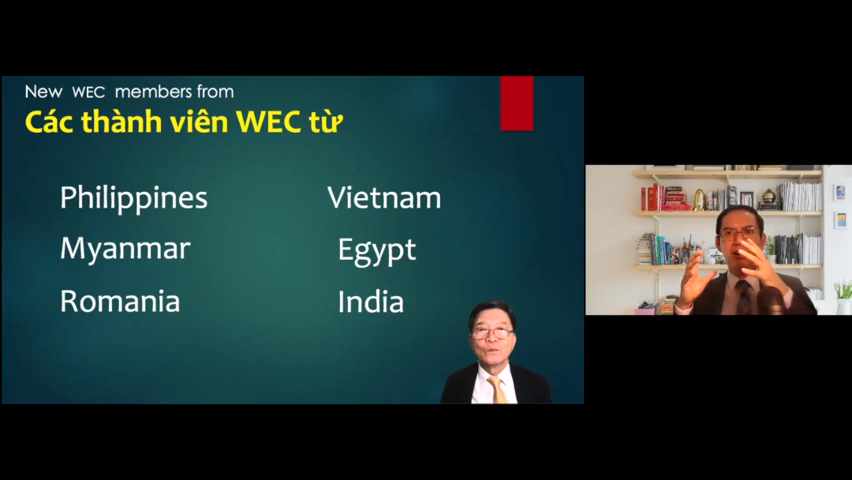 New WEC members from
Các thành viên WEC từ
Philippines
Vietnam
Myanmar
Egypt
Romania
India